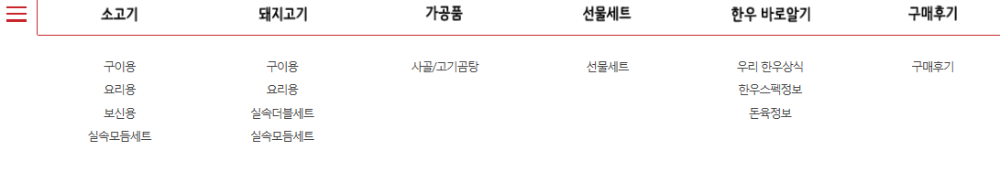 소고기 돼지고기 가공품 선물세트 한우 바로알기 구매후기
구이용 구이용 사골/고기곰탕 선물세트 우리 한우상식 구매후기
요리용 요리용 한우스펙정보
보신용 실속더블세트 돈육정보
실속모듬세트 실속모듬세트